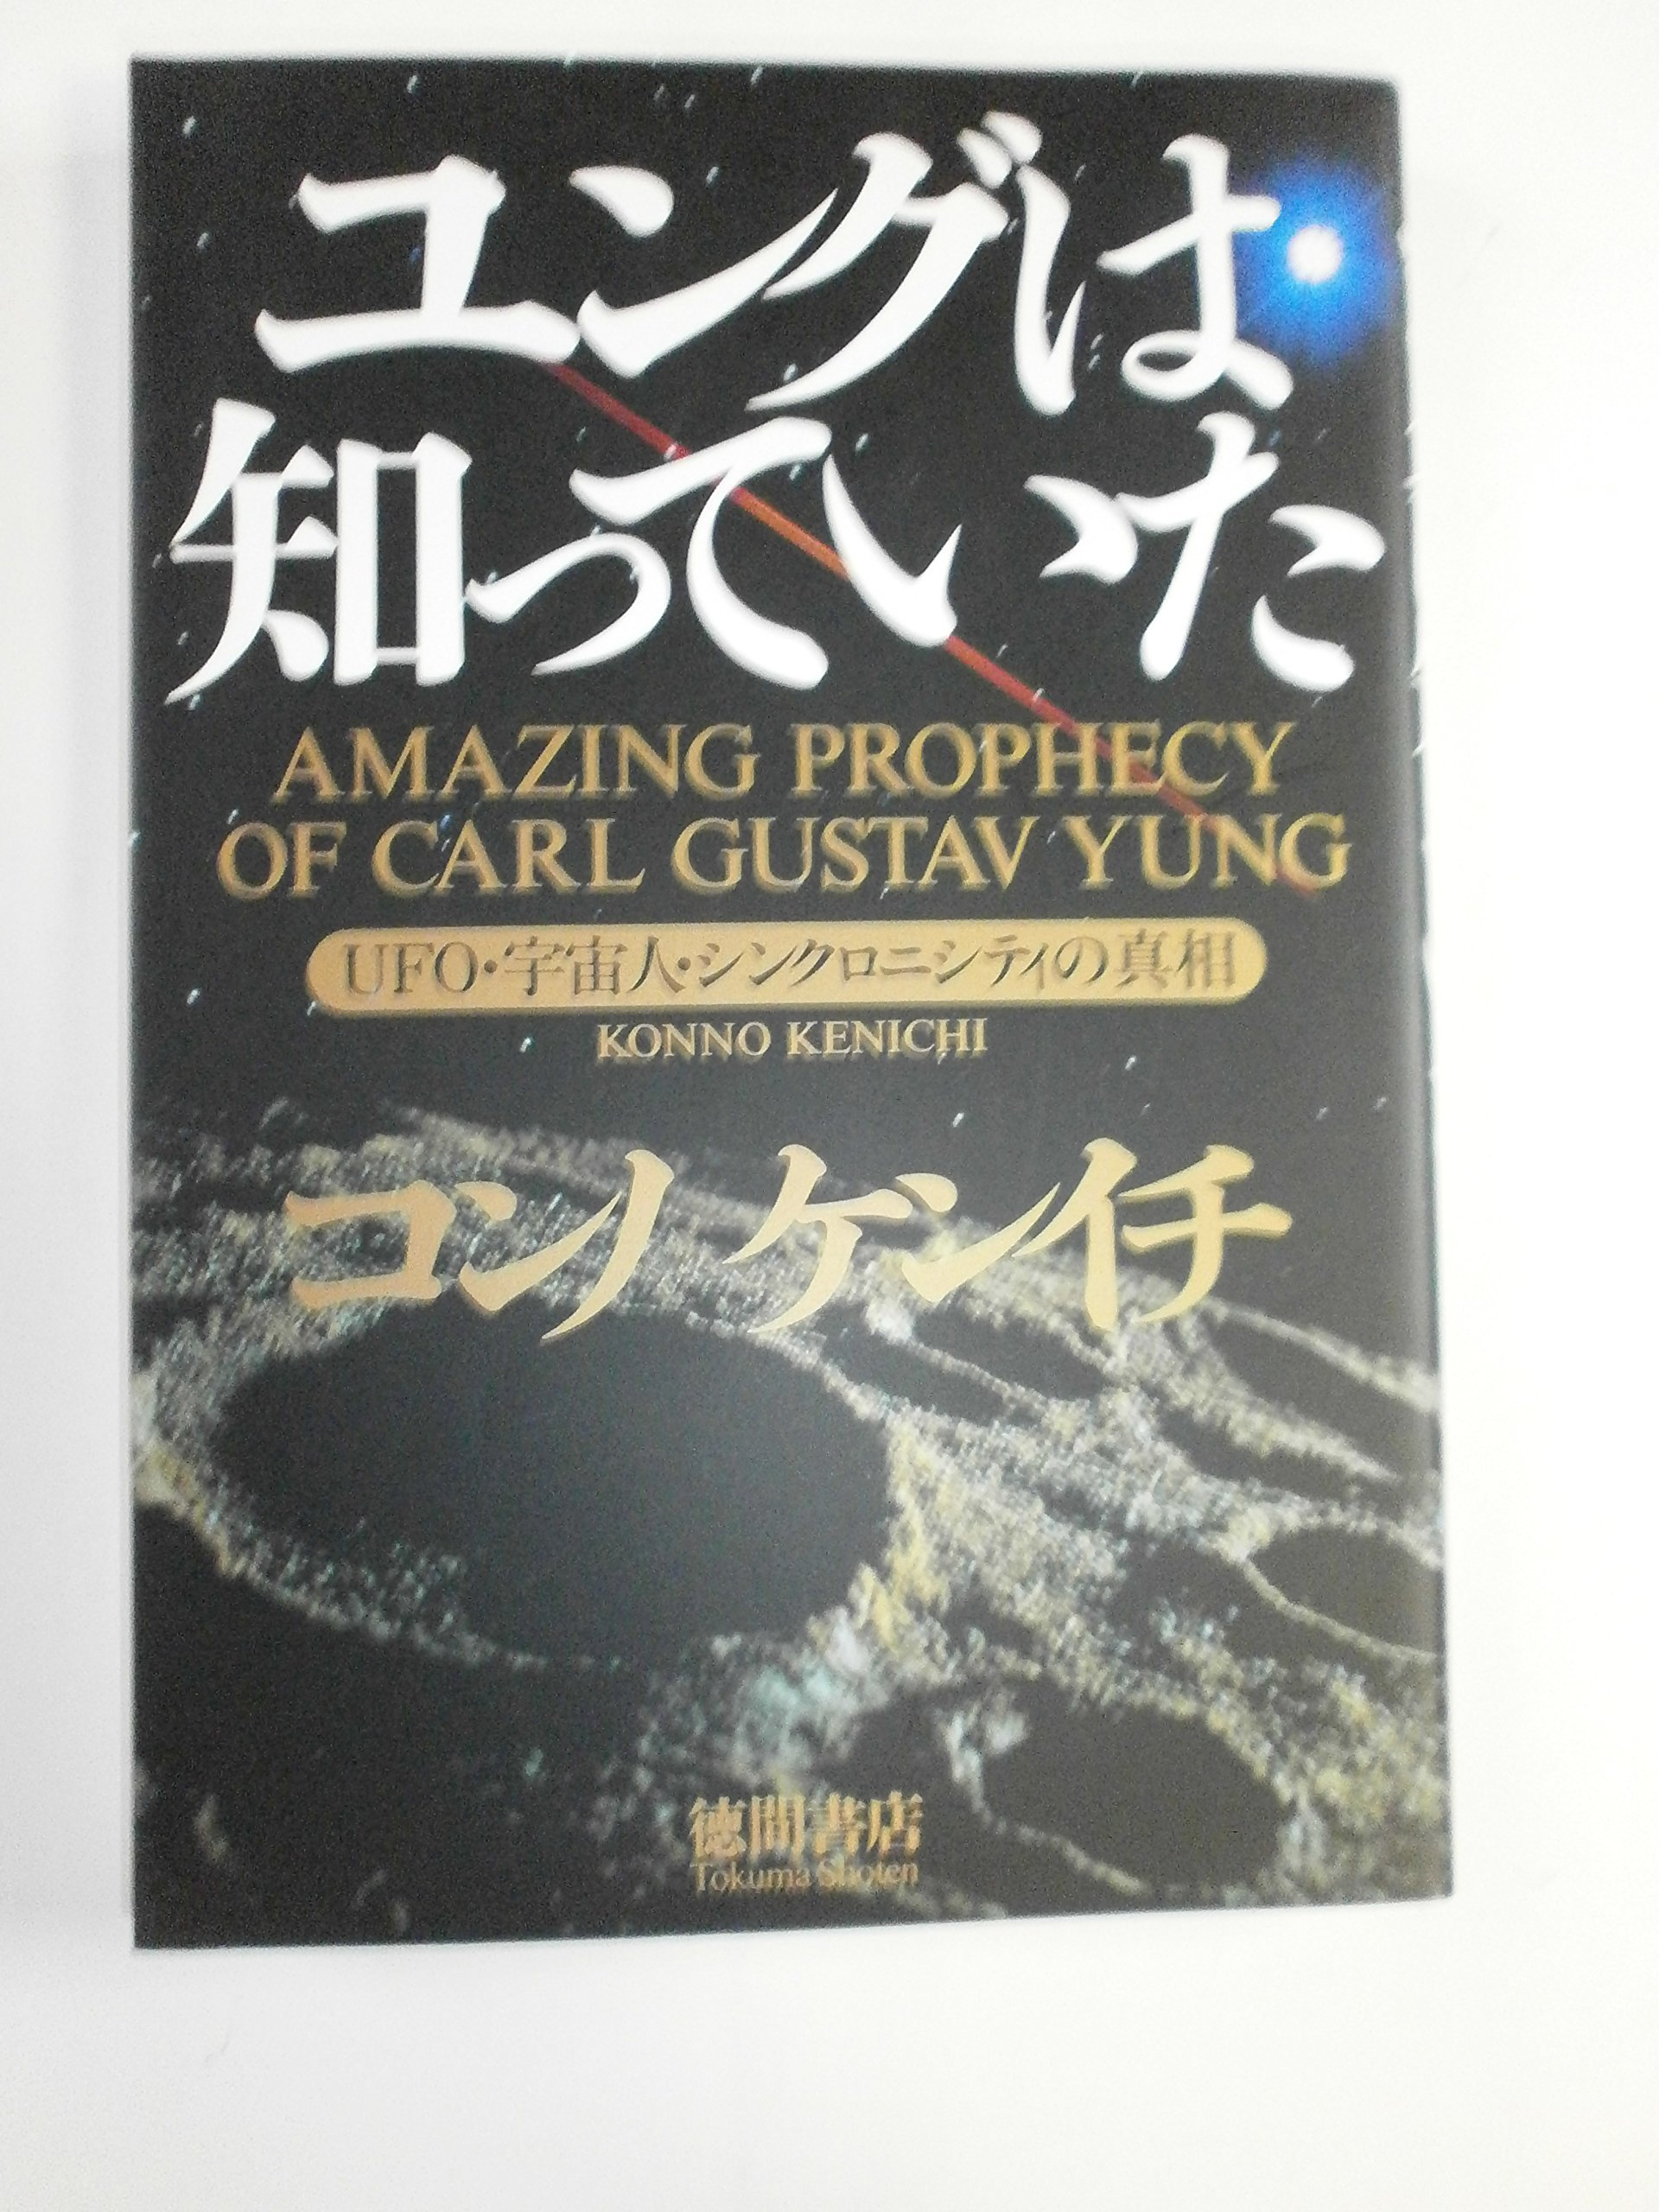 ユングは
知っていた
AMAZING PROPHECY
OF CARL GUSTAV YUNG
UFO・宇宙人・シンクロニシティの真相
KONNO KENICHI
コンノ ケンイチ
徳間書店
Tokuma Shoten